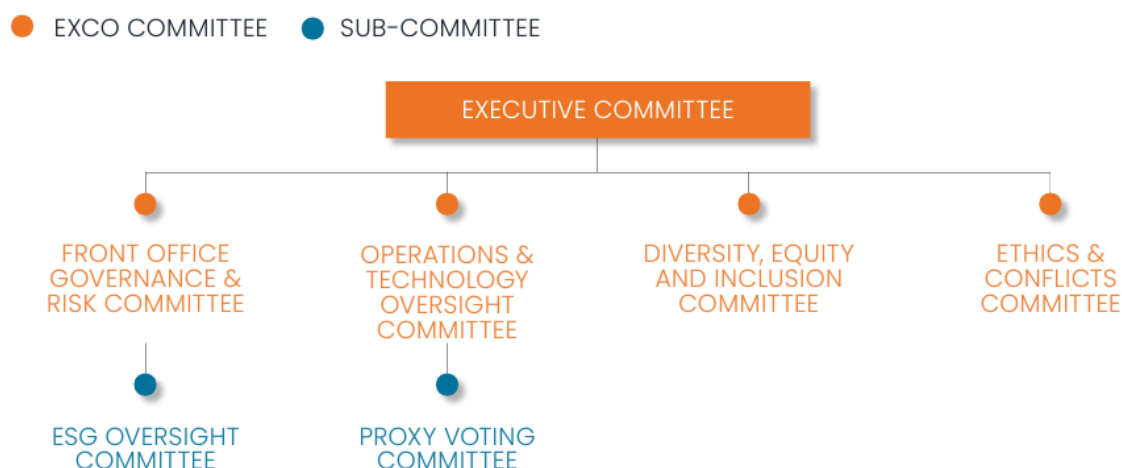 EXCO COMMITTEE
SUB-COMMITTEE
EXECUTIVE COMMITTEE
FRONT OFFICE
GOVERNANCE &
RISK COMMITTEE
OPERATIONS &
TECHNOLOGY
OVERSIGHT
COMMITTEE
DIVERSITY, EQUITY
AND INCLUSION
COMMITTEE
ETHICS &
CONFLICTS
COMMITTEE
ESG OVERSIGHT
COMMITTEE
PROXY VOTING
COMMITTEE